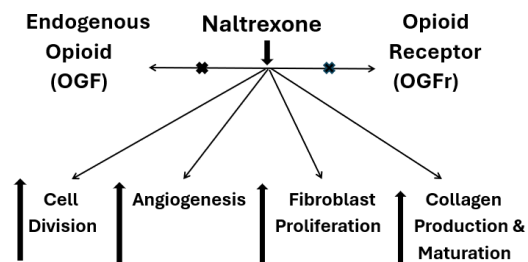 Endogenous
Opioid
(OGF)
Naltrexone
Opioid
Receptor
(OGFr)
Cell
Division
Angiogenesis
Fibroblast
Proliferation
Collagen
Production &
Maturation